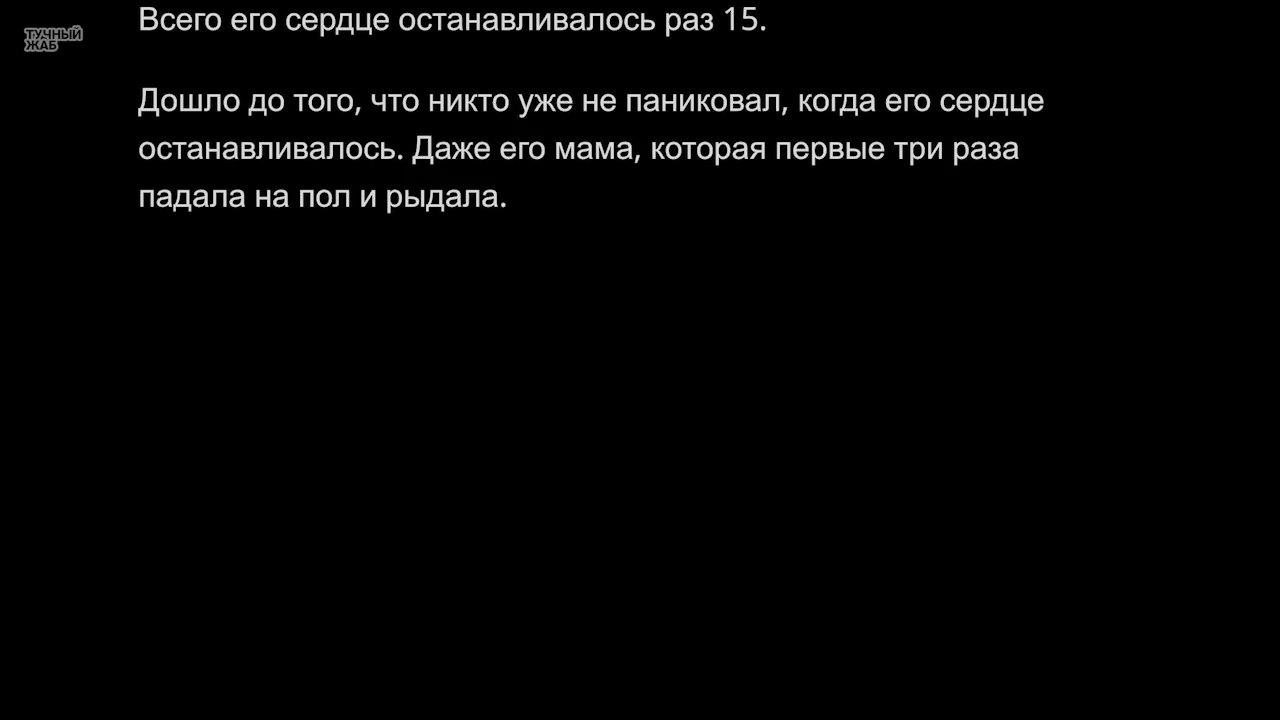 Всего его сердце останавливалось раз 15.
ТУЧНЫЙ
ЖАБ
Дошло до того, что никто уже не паниковал, когда его сердце
останавливалось. Даже его мама, которая первые три раза
падала на пол и рыдала.